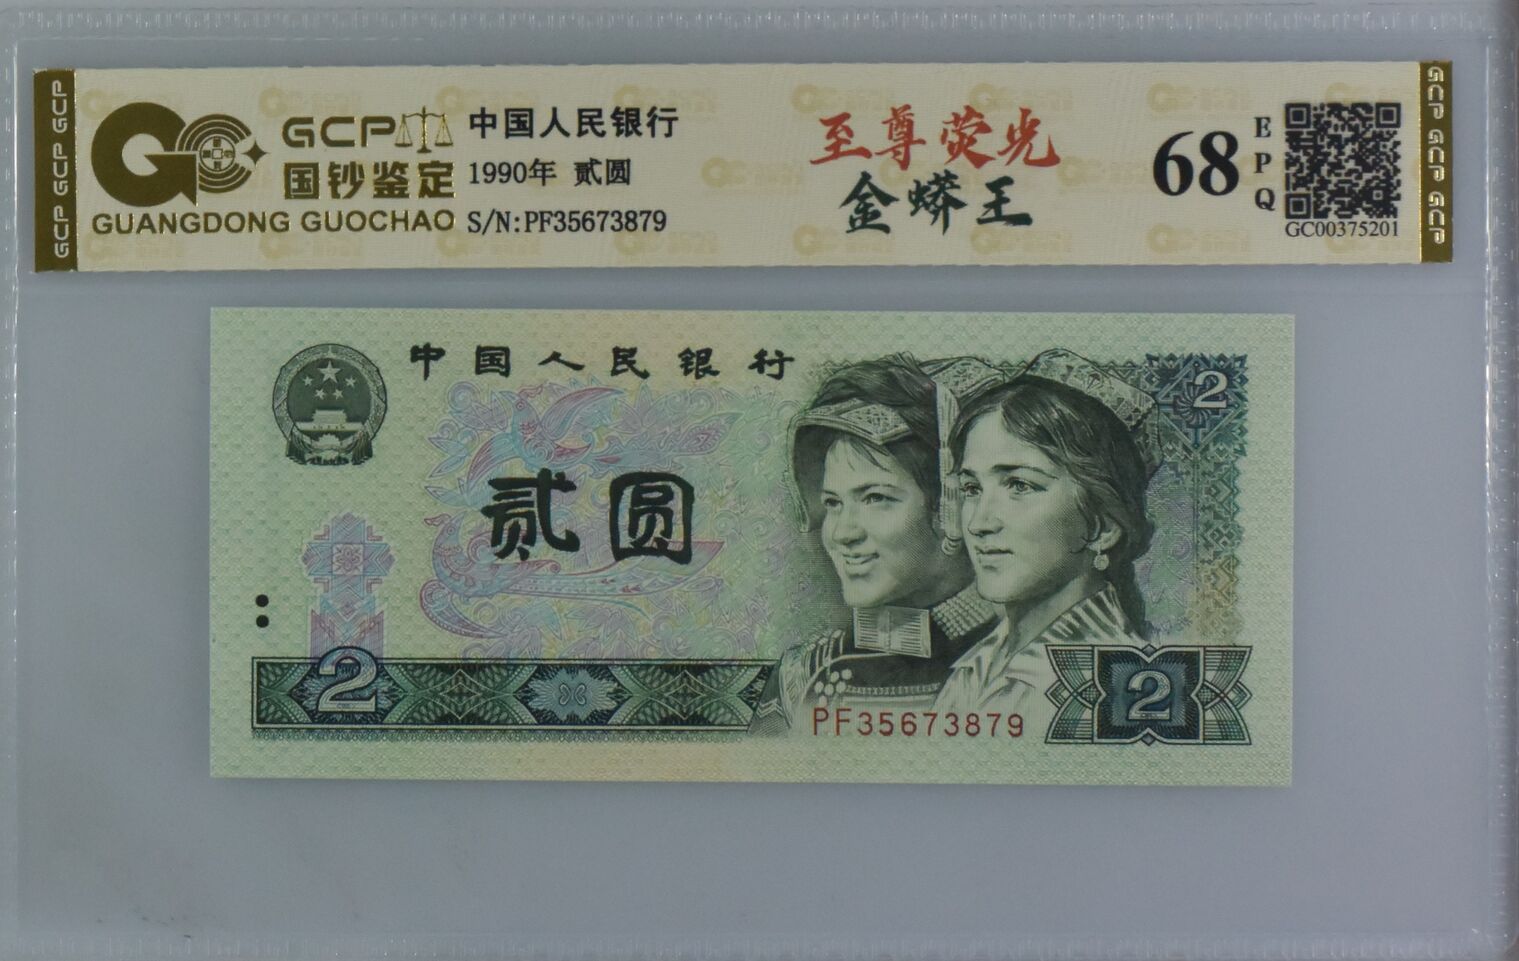 GCP GCP GCP
GCP
国钞鉴定
GUANGDONG GUOCHAO
中国人民银行
1990年 贰圆
S/N:PF35673879
至尊荧光
金蟒王
68
EPQ
GC00375201
GCP GCP GCP
中国人民银行
2
贰圆
2
2
PF35673879